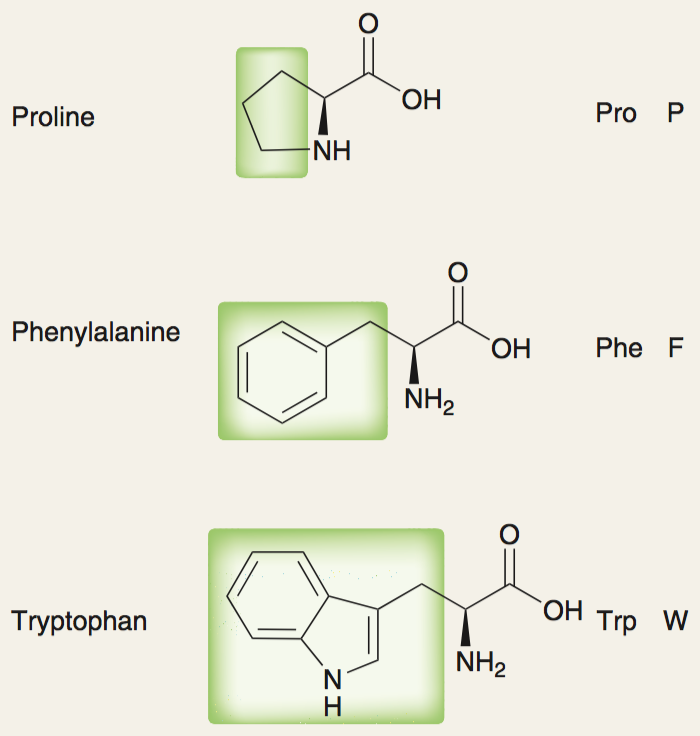 O
OH
Proline
Pro P
NH
O
Phenylalanine
OH
Phe F
NH₂
O
OH
Tryptophan
Trp W
NH₂
N
H